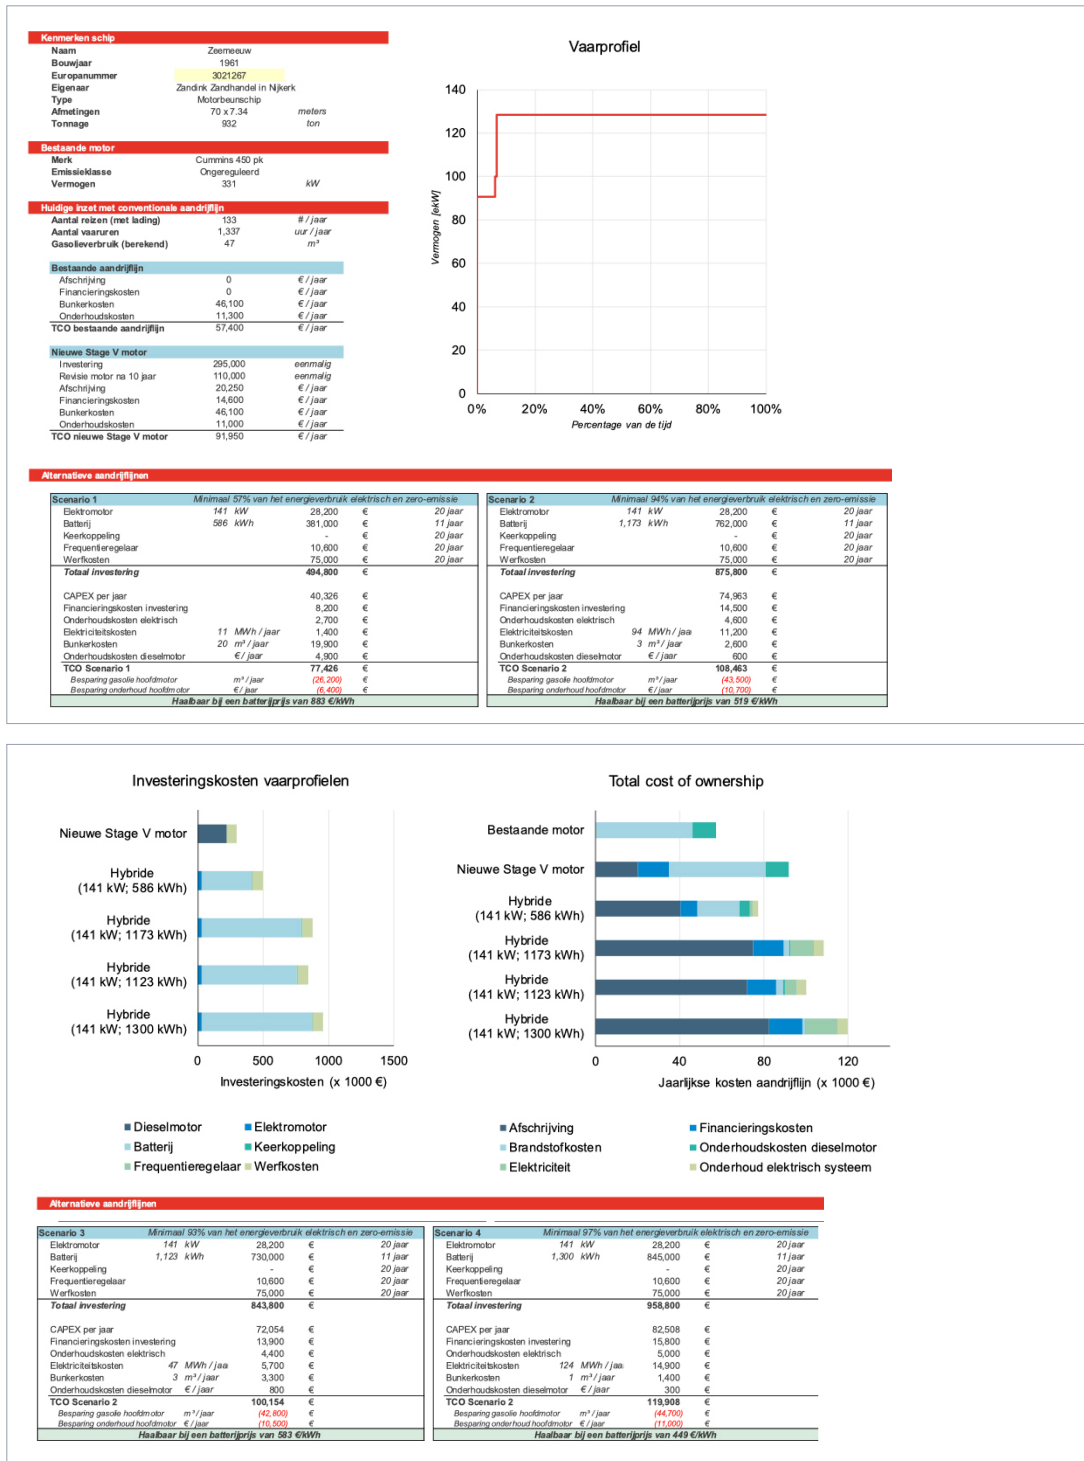 Kenmerken schip
Naam Zeemeeuw
Bouwjaar 1961
Europanummer 3021267
Eigenaar Zandink Zandhandel in Nijkerk
Type Motorbeunschip
Afmetingen 70 x 7.34 meters
Tonnage 932 ton
Bestaande motor
Merk Cummins 450 pk
Emissieklasse Ongereguleerd
Vermogen 331 kW
Huidige inzet met conventionale aandrijflijn
Aantal reizen (met lading) 133 # / jaar
Aantal vaaruren 1,337 uur / jaar
Gasolieverbruik (berekend) 47 m³
Bestaande aandrijflijn
Afschrijving 0 € / jaar
Financieringskosten 0 € / jaar
Bunkerkosten 46,100 € / jaar
Onderhoudskosten 11,300 € / jaar
TCO bestaande aandrijflijn 57,400 € / jaar
Nieuwe Stage V motor
Investering 295,000 eenmalig
Revisie motor na 10 jaar 110,000 eenmalig
Afschrijving 20,250 € / jaar
Financieringskosten 14,600 € / jaar
Bunkerkosten 46,100 € / jaar
Onderhoudskosten 11,000 € / jaar
TCO nieuwe Stage V motor 91,950 € / jaar
Vaarprofiel
Vermogen [ekW]
140
120
100
80
60
40
20
0
0% 20% 40% 60% 80% 100%
Percentage van de tijd
Alternatieve aandrijflijnen
Scenario 1 Minimaal 57% van het energieverbruik elektrisch en zero-emissie
Elektromotor 141 kW 28,200 € 20 jaar
Batterij 586 kWh 381,000 € 11 jaar
Keerkoppeling - € 20 jaar
Frequentieregelaar 10,600 € 20 jaar
Werfkosten 75,000 € 20 jaar
Totaal investering 494,800 €
CAPEX per jaar 40,326 €
Financieringskosten investering 8,200 €
Onderhoudskosten elektrisch 2,700 €
Elektriciteitskosten 11 MWh / jaar 1,400 €
Bunkerkosten 20 m³ / jaar 19,900 €
Onderhoudskosten dieselmotor € / jaar 4,900 €
TCO Scenario 1 77,426 €
Besparing gasolie hoofdmotor m³ / jaar (26,200) €
Besparing onderhoud hoofdmotor € / jaar (6,400) €
Haalbaar bij een batterijprijs van 883 €/kWh
Scenario 2 Minimaal 94% van het energieverbruik elektrisch en zero-emissie
Elektromotor 141 kW 28,200 € 20 jaar
Batterij 1,173 kWh 762,000 € 11 jaar
Keerkoppeling - € 20 jaar
Frequentieregelaar 10,600 € 20 jaar
Werfkosten 75,000 € 20 jaar
Totaal investering 875,800 €
CAPEX per jaar 74,963 €
Financieringskosten investering 14,500 €
Onderhoudskosten elektrisch 4,600 €
Elektriciteitskosten 94 MWh / jaa 11,200 €
Bunkerkosten 3 m³ / jaar 2,600 €
Onderhoudskosten dieselmotor € / jaar 600 €
TCO Scenario 2 108,463 €
Besparing gasolie hoofdmotor m³ / jaar (43,500) €
Besparing onderhoud hoofdmotor € / jaar (10,700) €
Haalbaar bij een batterijprijs van 519 €/kWh
Investeringskosten vaarprofielen
Nieuwe Stage V motor
Hybride
(141 kW; 586 kWh)
Hybride
(141 kW; 1173 kWh)
Hybride
(141 kW; 1123 kWh)
Hybride
(141 kW; 1300 kWh)
0 500 1000 1500
Investeringskosten (x 1000 €)
Dieselmotor Elektromotor
Batterij Keerkoppeling
Frequentieregelaar Werfkosten
Total cost of ownership
Bestaande motor
Nieuwe Stage V motor
Hybride
(141 kW; 586 kWh)
Hybride
(141 kW; 1173 kWh)
Hybride
(141 kW; 1123 kWh)
Hybride
(141 kW; 1300 kWh)
0 40 80 120
Jaarlijkse kosten aandrijflijn (x 1000 €)
Afschrijving Financieringskosten
Brandstofkosten Onderhoudskosten dieselmotor
Elektriciteit Onderhoud elektrisch systeem
Alternatieve aandrijflijnen
Scenario 3 Minimaal 93% van het energieverbruik elektrisch en zero-emissie
Elektromotor 141 kW 28,200 € 20 jaar
Batterij 1,123 kWh 730,000 € 11 jaar
Keerkoppeling - € 20 jaar
Frequentieregelaar 10,600 € 20 jaar
Werfkosten 75,000 € 20 jaar
Totaal investering 843,800 €
CAPEX per jaar 72,054 €
Financieringskosten investering 13,900 €
Onderhoudskosten elektrisch 4,400 €
Elektriciteitskosten 47 MWh / jaa 5,700 €
Bunkerkosten 3 m³ / jaar 3,300 €
Onderhoudskosten dieselmotor € / jaar 800 €
TCO Scenario 2 100,154 €
Besparing gasolie hoofdmotor m³ / jaar (42,800) €
Besparing onderhoud hoofdmotor € / jaar (10,500) €
Haalbaar bij een batterijprijs van 583 €/kWh
Scenario 4 Minimaal 97% van het energieverbruik elektrisch en zero-emissie
Elektromotor 141 kW 28,200 € 20 jaar
Batterij 1,300 kWh 845,000 € 11 jaar
Keerkoppeling - € 20 jaar
Frequentieregelaar 10,600 € 20 jaar
Werfkosten 75,000 € 20 jaar
Totaal investering 958,800 €
CAPEX per jaar 82,508 €
Financieringskosten investering 15,800 €
Onderhoudskosten elektrisch 5,000 €
Elektriciteitskosten 124 MWh / jaa 14,900 €
Bunkerkosten 1 m³ / jaar 1,400 €
Onderhoudskosten dieselmotor € / jaar 300 €
TCO Scenario 2 119,908 €
Besparing gasolie hoofdmotor m³ / jaar (44,700) €
Besparing onderhoud hoofdmotor € / jaar (11,000) €
Haalbaar bij een batterijprijs van 449 €/kWh